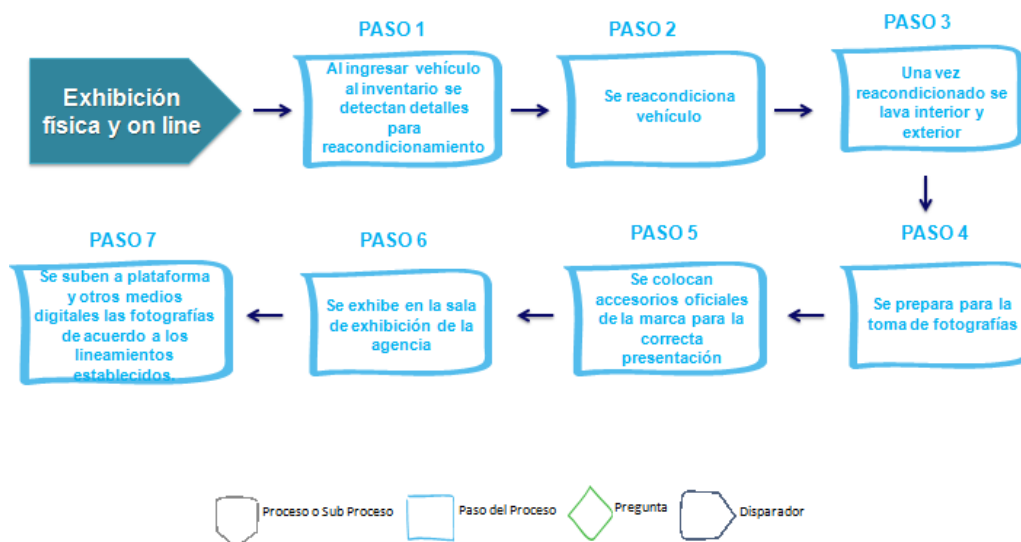 Exhibición
física y on line
PASO 1
Al ingresar vehículo
al inventario se
detectan detalles
para
reacondicionamiento
PASO 2
Se reacondiciona
vehículo
PASO 3
Una vez
reacondicionado se
lava interior y
exterior
PASO 4
Se prepara para la
toma de fotografías
PASO 5
Se colocan
accesorios oficiales
de la marca para la
correcta
presentación
PASO 6
Se exhibe en la sala
de exhibición de la
agencia
PASO 7
Se suben a plataforma
y otros medios
digitales las fotografías
de acuerdo a los
lineamientos
establecidos.
Proceso o Sub Proceso
Paso del Proceso
Pregunta
Disparador